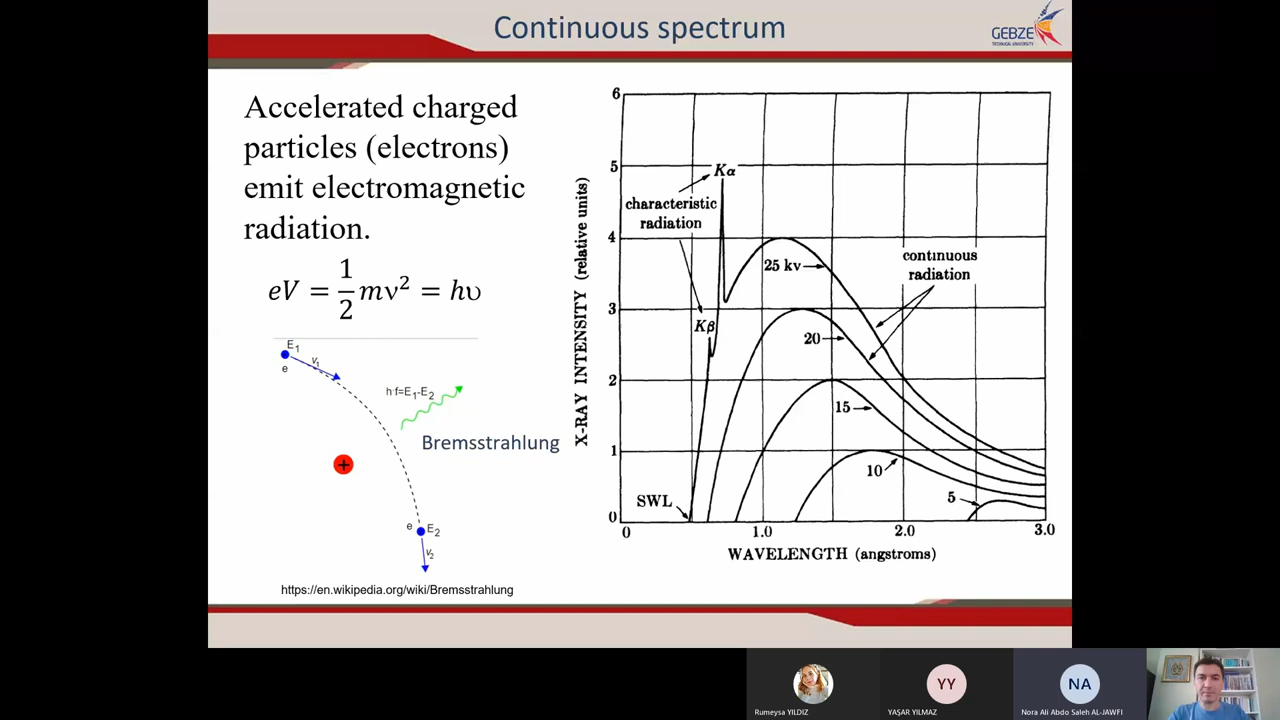 Continuous spectrum
GEBZE
TECHNICAL UNIVERSITY
Accelerated charged
particles (electrons)
emit electromagnetic
radiation.
eV = 1/2 mv² = hυ
E1
e
v1
h·f=E1-E2
Bremsstrahlung
+
e
E2
v2
https://en.wikipedia.org/wiki/Bremsstrahlung
X-RAY INTENSITY (relative units)
6
5
4
3
2
1
0
Kα
characteristic
radiation
Kβ
25 kv
continuous
radiation
20
15
10
5
SWL
0
1.0
2.0
3.0
WAVELENGTH (angstroms)
YY
NA
Rumeysa YILDIZ
YAŞAR YILMAZ
Nora Ali Abdo Saleh AL-JAWFI